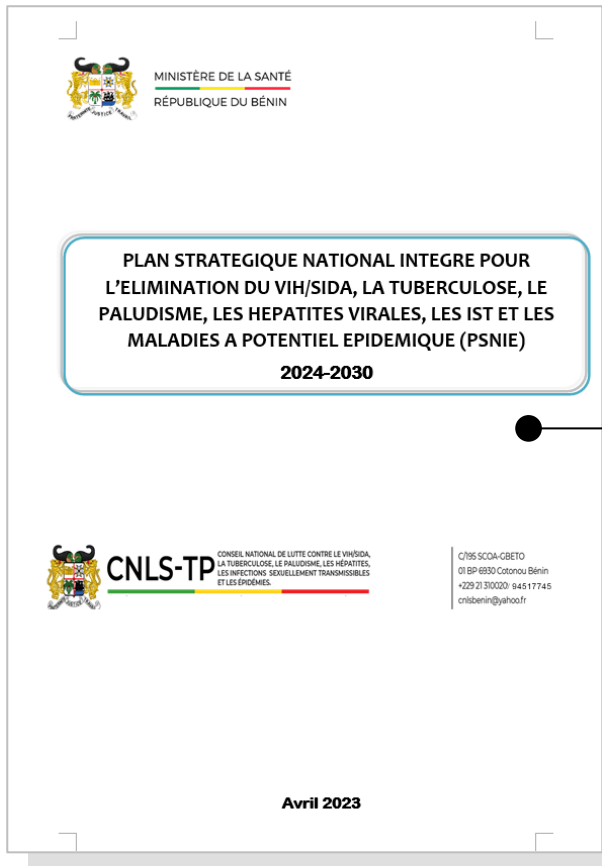 MINISTÈRE DE LA SANTÉ
RÉPUBLIQUE DU BÉNIN
FRATERNITÉ JUSTICE TRAVAIL
PLAN STRATEGIQUE NATIONAL INTEGRE POUR
L'ELIMINATION DU VIH/SIDA, LA TUBERCULOSE, LE
PALUDISME, LES HEPATITES VIRALES, LES IST ET LES
MALADIES A POTENTIEL EPIDEMIQUE (PSNIE)
2024-2030
CNLS-TP
CONSEIL NATIONAL DE LUTTE CONTRE LE VIH/SIDA,
LA TUBERCULOSE, LE PALUDISME, LES HÉPATITES,
LES INFECTIONS SEXUELLEMENT TRANSMISSIBLES
ET LES ÉPIDÉMIES.
C/195 SCOA-GBETO
01 BP 6930 Cotonou Bénin
+229 21 310020/ 94517745
cnlsbenin@yahoo.fr
Avril 2023